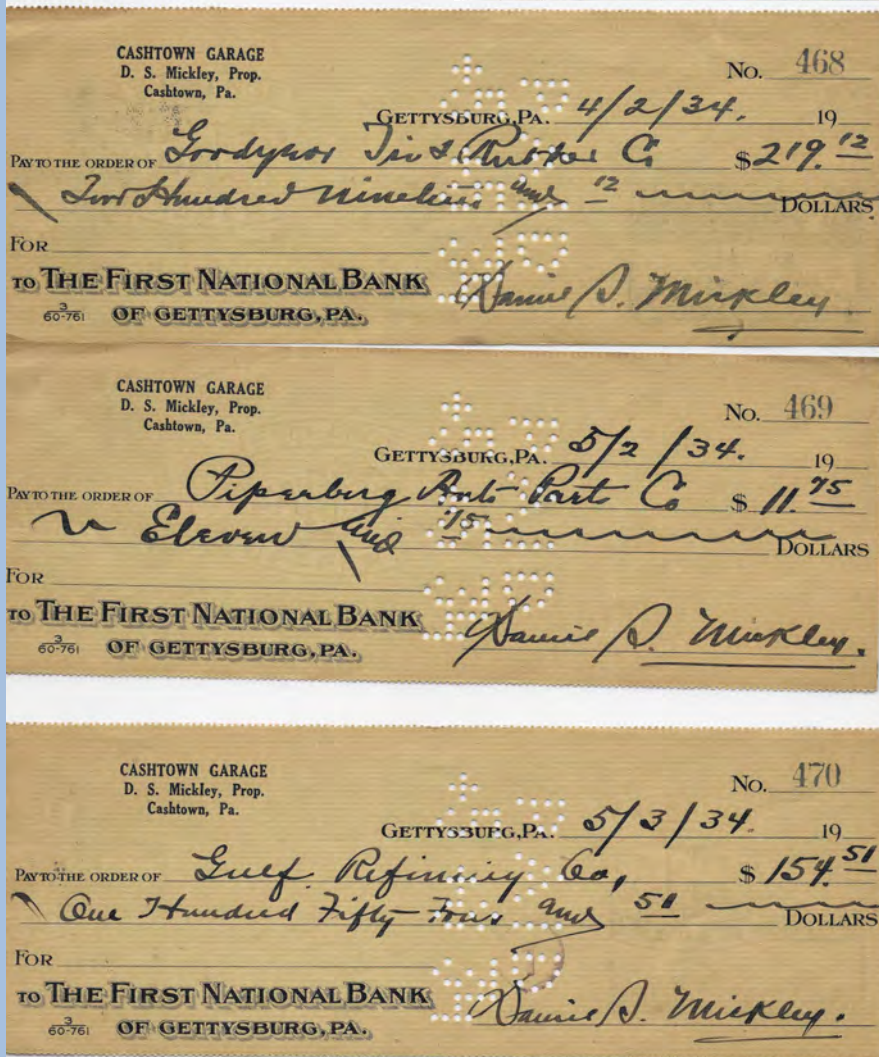 CASHTOWN GARAGE
D. S. Mickley, Prop.
Cashtown, Pa.
No. 468
GETTYSBURG, PA. 4/2/34. 19
PAY TO THE ORDER OF Goodyear Tire & Rubber Co $219.12
Two Hundred Nineteen and 12 DOLLARS
FOR
TO THE FIRST NATIONAL BANK
3
60-761 OF GETTYSBURG, PA.
S. Mickley
CASHTOWN GARAGE
D. S. Mickley, Prop.
Cashtown, Pa.
No. 469
GETTYSBURG, PA. 5/2/34. 19
PAY TO THE ORDER OF Auto Parts Co $11.75
Eleven and 75 DOLLARS
FOR
TO THE FIRST NATIONAL BANK
3
60-761 OF GETTYSBURG, PA.
S. Mickley.
CASHTOWN GARAGE
D. S. Mickley, Prop.
Cashtown, Pa.
No. 470
GETTYSBURG, PA. 5/3/34. 19
PAY TO THE ORDER OF Gulf Refining Co, $154.51
One Hundred Fifty-Four and 51 DOLLARS
FOR
TO THE FIRST NATIONAL BANK
3
60-761 OF GETTYSBURG, PA.
S. Mickley.